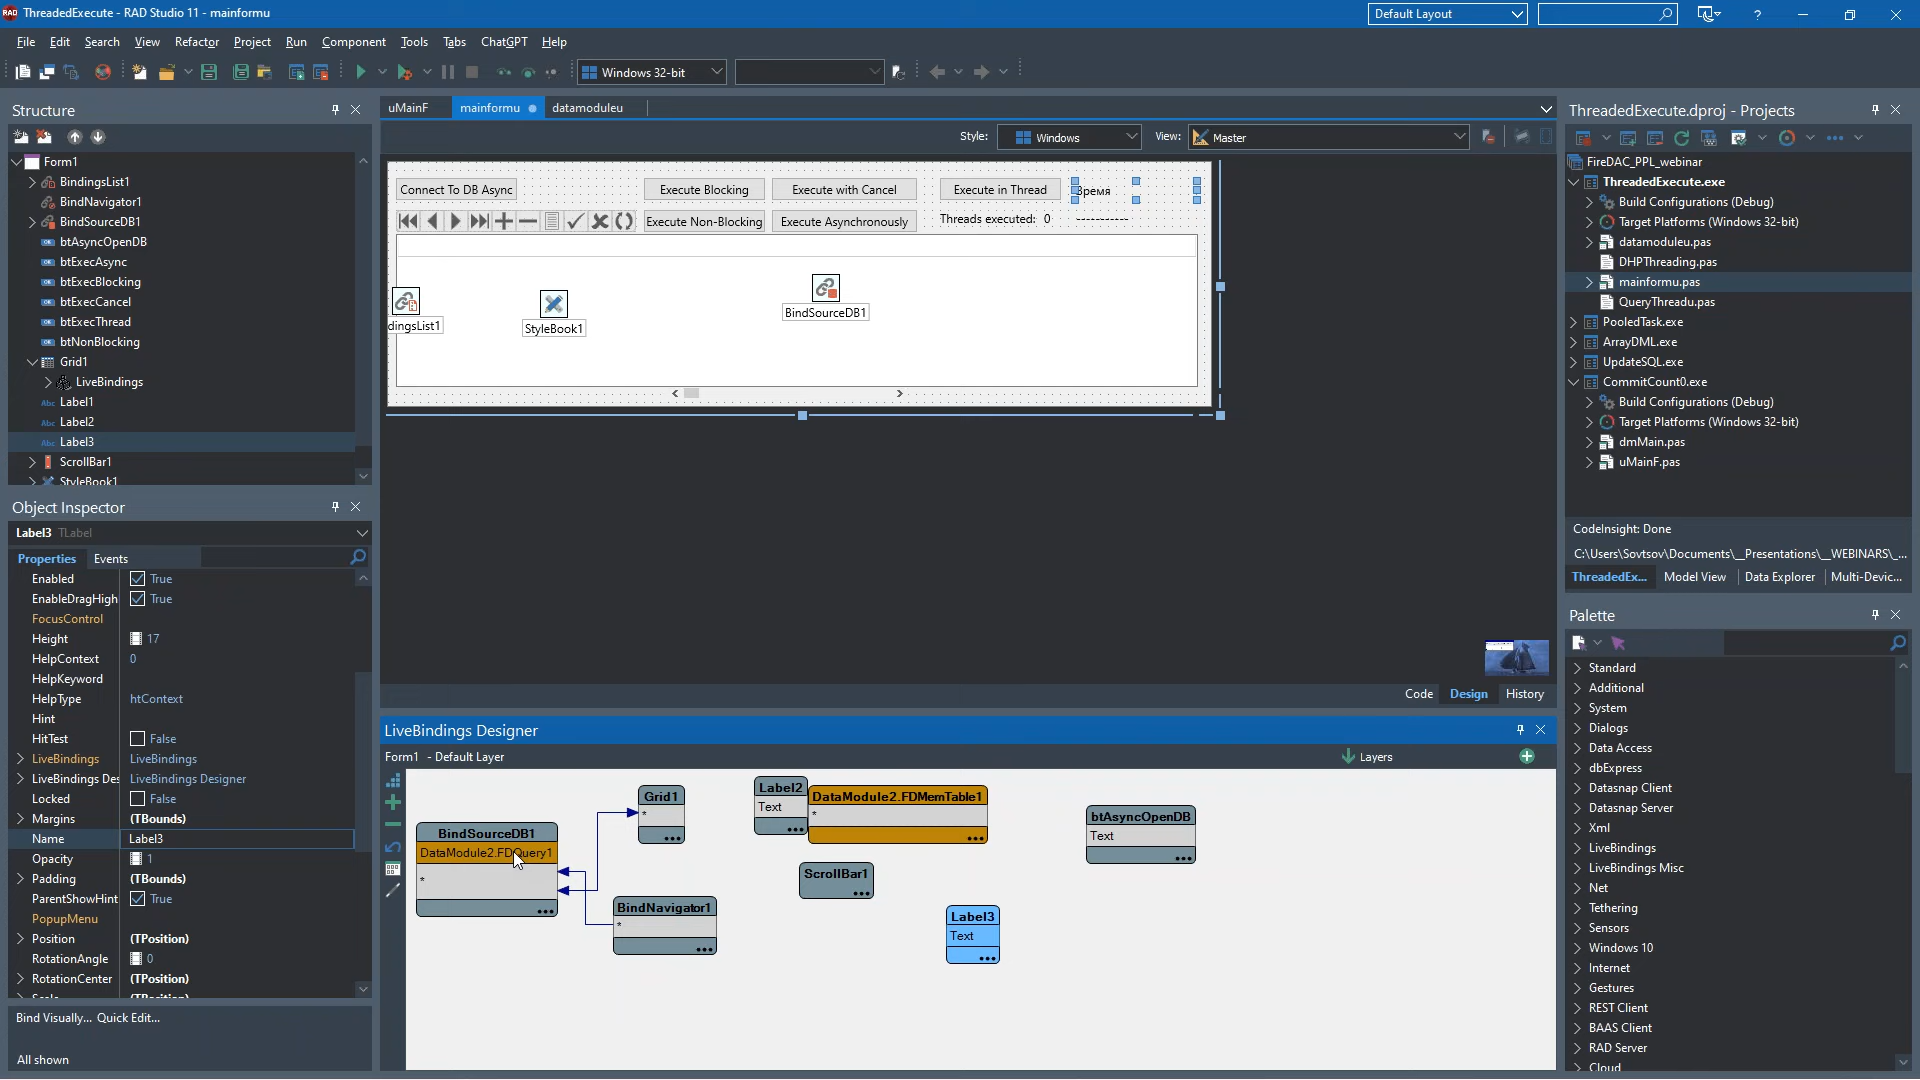 ThreadedExecute - RAD Studio 11 - mainformu
Default Layout
File Edit Search View Refactor Project Run Component Tools Tabs ChatGPT Help
Windows 32-bit
Structure
Form1
BindingsList1
BindNavigator1
BindSourceDB1
btAsyncOpenDB
btExecAsync
btExecBlocking
btExecCancel
btExecThread
btNonBlocking
Grid1
LiveBindings
Label1
Label2
Label3
ScrollBar1
StyleBook1
Object Inspector
Label3 TLabel
Properties Events
Enabled True
EnableDragHigh True
FocusControl
Height 17
HelpContext 0
HelpKeyword
HelpType htContext
Hint
HitTest False
LiveBindings LiveBindings
LiveBindings Des LiveBindings Designer
Locked False
Margins (TBounds)
Name Label3
Opacity 1
Padding (TBounds)
ParentShowHint True
PopupMenu
Position (TPosition)
RotationAngle 0
RotationCenter (TPosition)
Scale (TPosition)
Bind Visually... Quick Edit...
All shown
uMainF mainformu datamoduleu
Style: Windows View: Master
Connect To DB Async Execute Blocking Execute with Cancel Execute in Thread Время
Execute Non-Blocking Execute Asynchronously Threads executed: 0 -----------
dingsList1
StyleBook1
BindSourceDB1
Code Design History
LiveBindings Designer
Form1 - Default Layer Layers
BindSourceDB1
DataModule2.FDQuery1
*
Grid1
*
BindNavigator1
*
Label2
Text
DataModule2.FDMemTable1
*
ScrollBar1
Label3
Text
btAsyncOpenDB
Text
ThreadedExecute.dproj - Projects
FireDAC_PPL_webinar
ThreadedExecute.exe
Build Configurations (Debug)
Target Platforms (Windows 32-bit)
datamoduleu.pas
DHPThreading.pas
mainformu.pas
QueryThreadu.pas
PooledTask.exe
ArrayDML.exe
UpdateSQL.exe
CommitCount0.exe
Build Configurations (Debug)
Target Platforms (Windows 32-bit)
dmMain.pas
uMainF.pas
CodeInsight: Done
C:\Users\Sovtsov\Documents\__Presentations\__WEBINARS\_...
ThreadedEx... Model View Data Explorer Multi-Devic...
Palette
Standard
Additional
System
Dialogs
Data Access
dbExpress
Datasnap Client
Datasnap Server
Xml
LiveBindings
LiveBindings Misc
Net
Tethering
Sensors
Windows 10
Internet
Gestures
REST Client
BAAS Client
RAD Server
Cloud